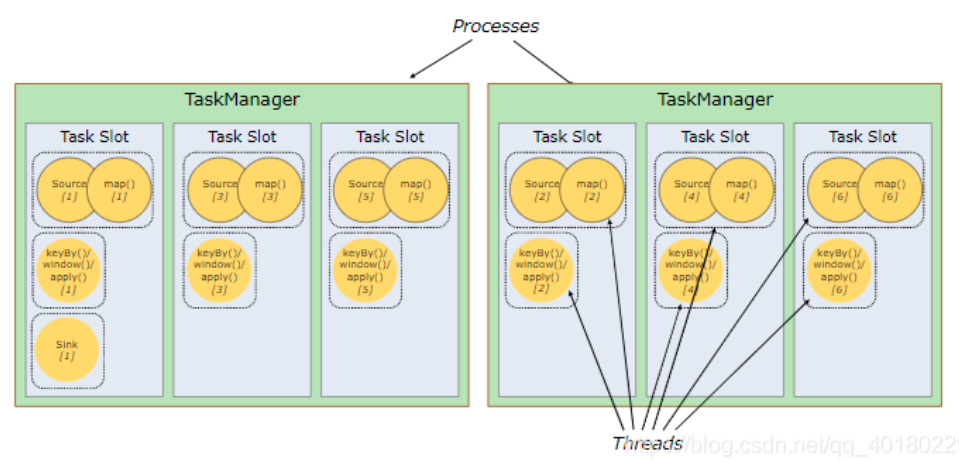 Processes
TaskManager
Task Slot
Source
[1]
map()
[1]
keyBy()/
window()/
apply()
[1]
Sink
[1]
Task Slot
Source
[3]
map()
[3]
keyBy()/
window()/
apply()
[3]
Task Slot
Source
[5]
map()
[5]
keyBy()/
window()/
apply()
[5]
TaskManager
Task Slot
Source
[2]
map()
[2]
keyBy()/
window()/
apply()
[2]
Task Slot
Source
[4]
map()
[4]
keyBy()/
window()/
apply()
[4]
Task Slot
Source
[6]
map()
[6]
keyBy()/
window()/
apply()
[6]
Threads
/blog.csdn.net/qq_4018022